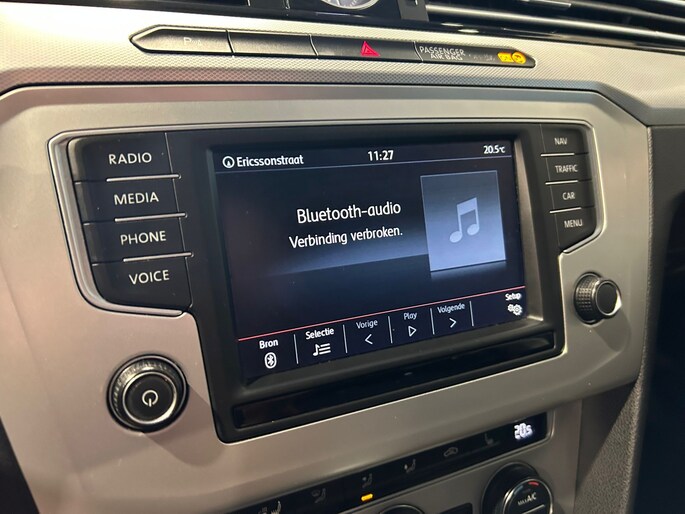 PASSENGER
AIR BAG
RADIO
MEDIA
PHONE
VOICE
Ericssonstraat 11:27 20.5°C
Bluetooth-audio
Verbinding verbroken.
Bron Selectie Vorige Play Volgende Setup
NAV
TRAFFIC
CAR
MENU
20.5
A/C